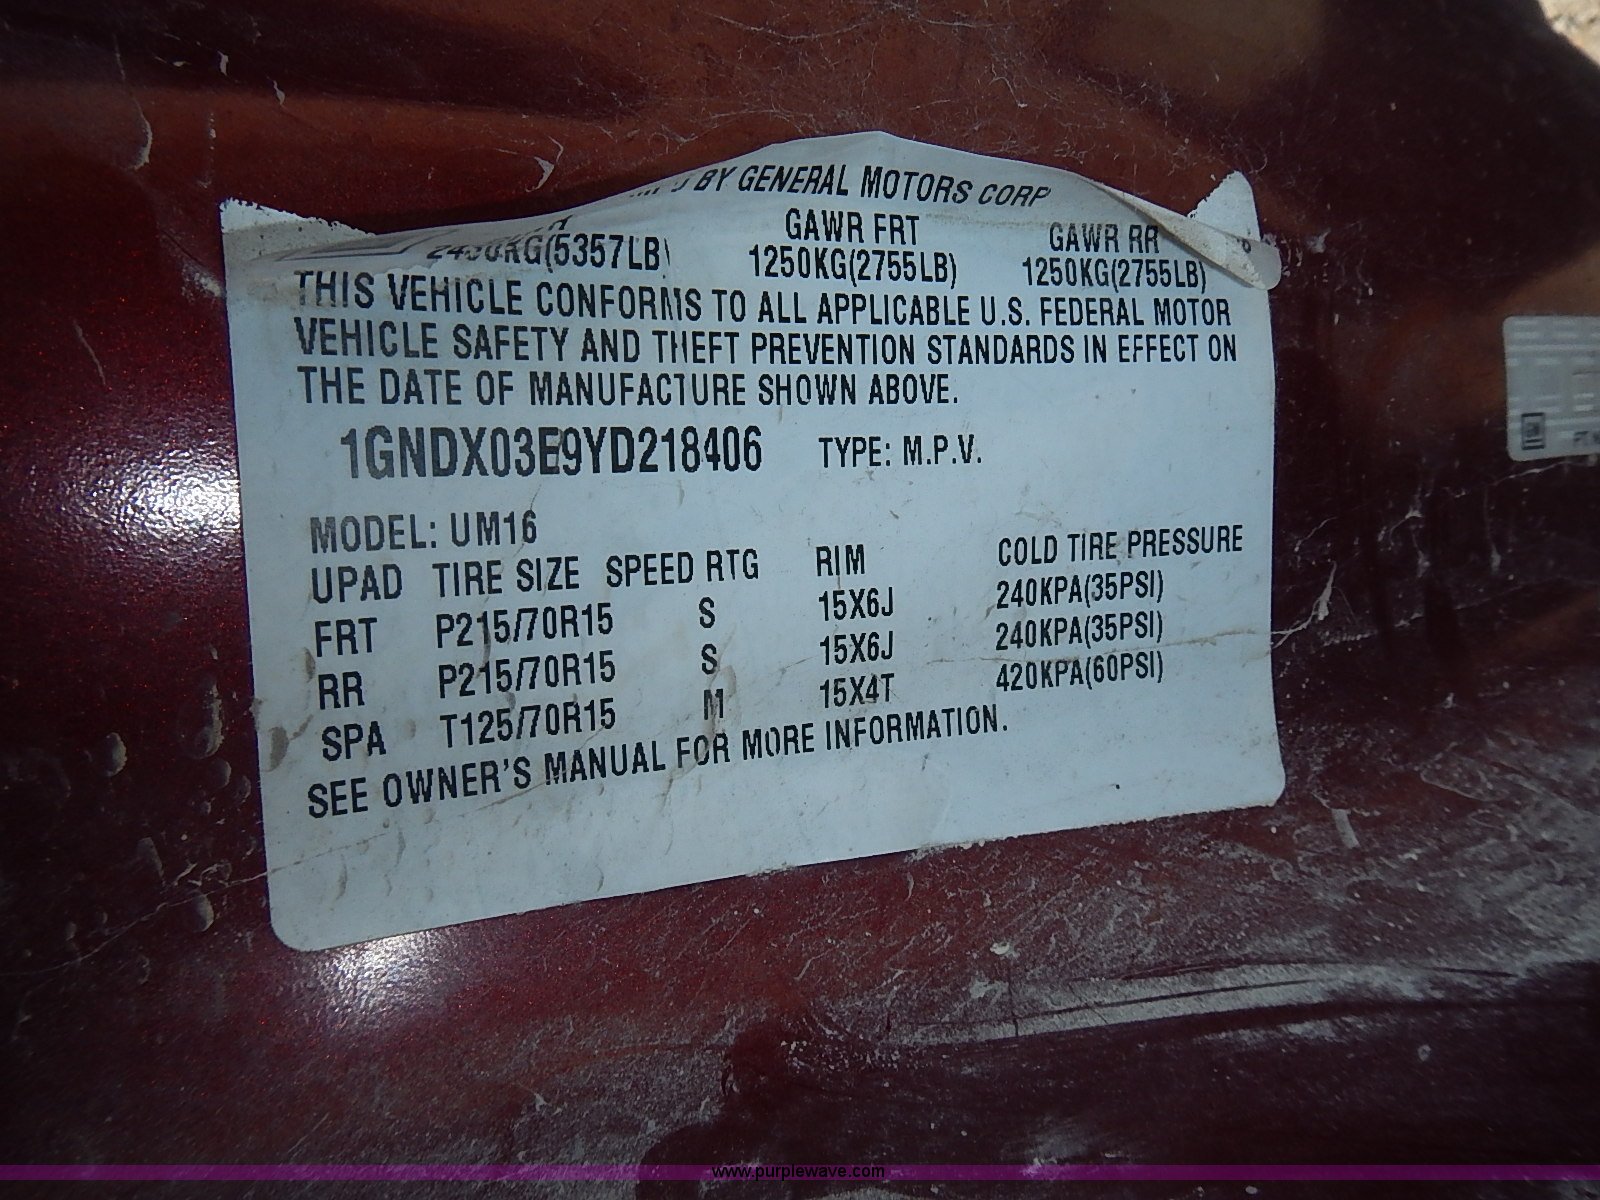 BY GENERAL MOTORS CORP
GAWR FRT GAWR RR
(5357LB) 1250KG(2755LB) 1250KG(2755LB)
THIS VEHICLE CONFORMS TO ALL APPLICABLE U.S. FEDERAL MOTOR
VEHICLE SAFETY AND THEFT PREVENTION STANDARDS IN EFFECT ON
THE DATE OF MANUFACTURE SHOWN ABOVE.
1GNDX03E9YD218406 TYPE: M.P.V.
MODEL: UM16
UPAD TIRE SIZE SPEED RTG RIM COLD TIRE PRESSURE
FRT P215/70R15 S 15X6J 240KPA(35PSI)
RR P215/70R15 S 15X6J 240KPA(35PSI)
SPA T125/70R15 M 15X4T 420KPA(60PSI)
SEE OWNER'S MANUAL FOR MORE INFORMATION.
GM
www.purplewave.com